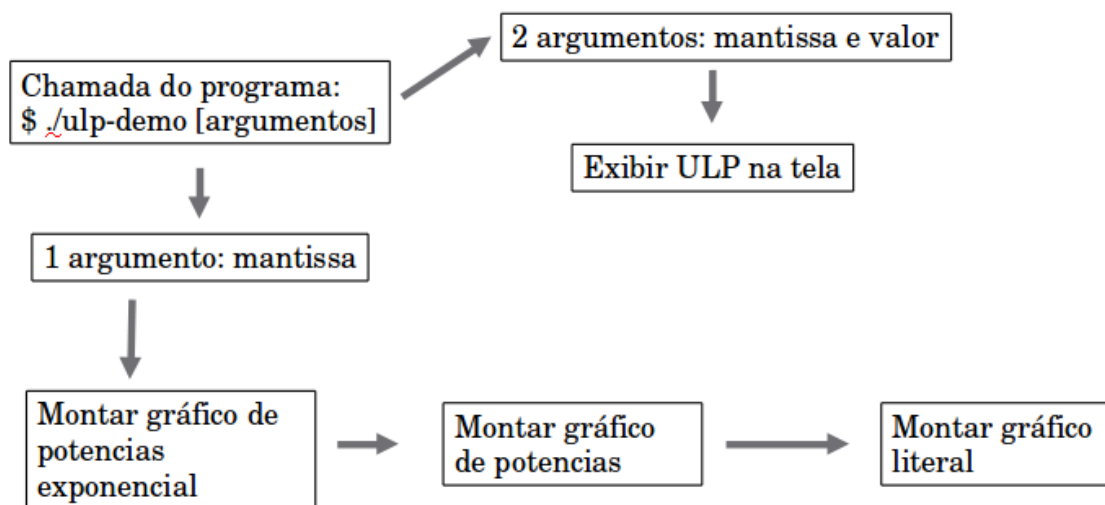 2 argumentos: mantissa e valor
Chamada do programa:
$ ./ulp-demo [argumentos]
Exibir ULP na tela
1 argumento: mantissa
Montar gráfico de
potencias
exponencial
Montar gráfico
de potencias
Montar gráfico
literal